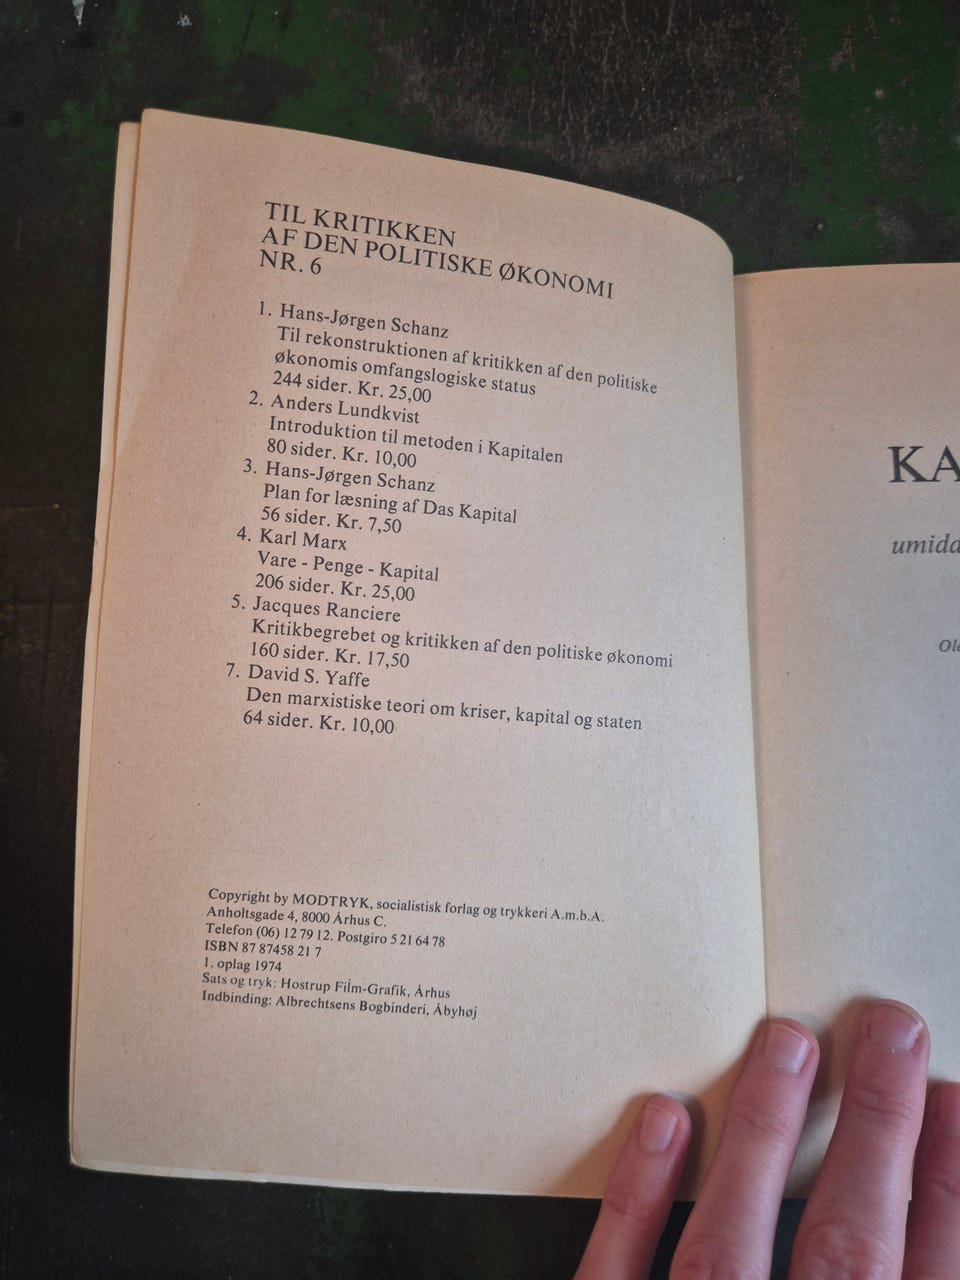 TIL KRITIKKEN
AF DEN POLITISKE ØKONOMI
NR. 6
1. Hans-Jørgen Schanz
Til rekonstruktionen af kritikken af den politiske
økonomis omfangslogiske status
244 sider. Kr. 25,00
2. Anders Lundkvist
Introduktion til metoden i Kapitalen
80 sider. Kr. 10,00
3. Hans-Jørgen Schanz
Plan for læsning af Das Kapital
56 sider. Kr. 7,50
4. Karl Marx
Vare - Penge - Kapital
206 sider. Kr. 25,00
5. Jacques Ranciere
Kritikbegrebet og kritikken af den politiske økonomi
160 sider. Kr. 17,50
7. David S. Yaffe
Den marxistiske teori om kriser, kapital og staten
64 sider. Kr. 10,00
Copyright by MODTRYK, socialistisk forlag og trykkeri A.m.b.A.
Anholtsgade 4, 8000 Århus C.
Telefon (06) 12 79 12. Postgiro 5 21 64 78
ISBN 87 87458 21 7
1. oplag 1974
Sats og tryk: Hostrup Film-Grafik, Århus
Indbinding: Albrechtsens Bogbinderi, Åbyhøj
KA
umidd
Ole